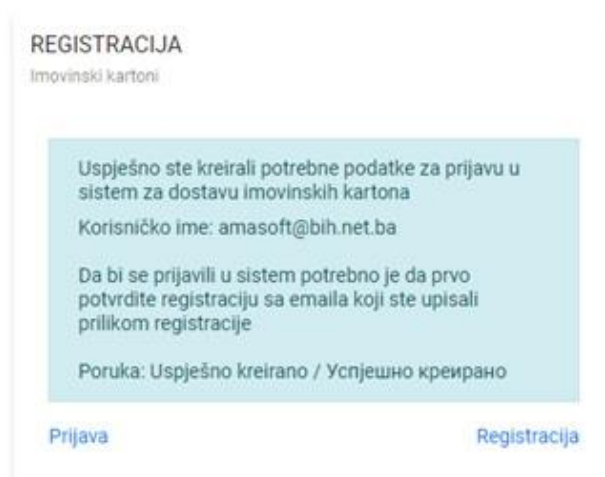 REGISTRACIJA
Imovinski kartoni
Uspješno ste kreirali potrebne podatke za prijavu u
sistem za dostavu imovinskih kartona
Korisničko ime: amasoft@bih.net.ba
Da bi se prijavili u sistem potrebno je da prvo
potvrdite registraciju sa emaila koji ste upisali
prilikom registracije
Poruka: Uspješno kreirano / Успјешно креирано
Prijava
Registracija